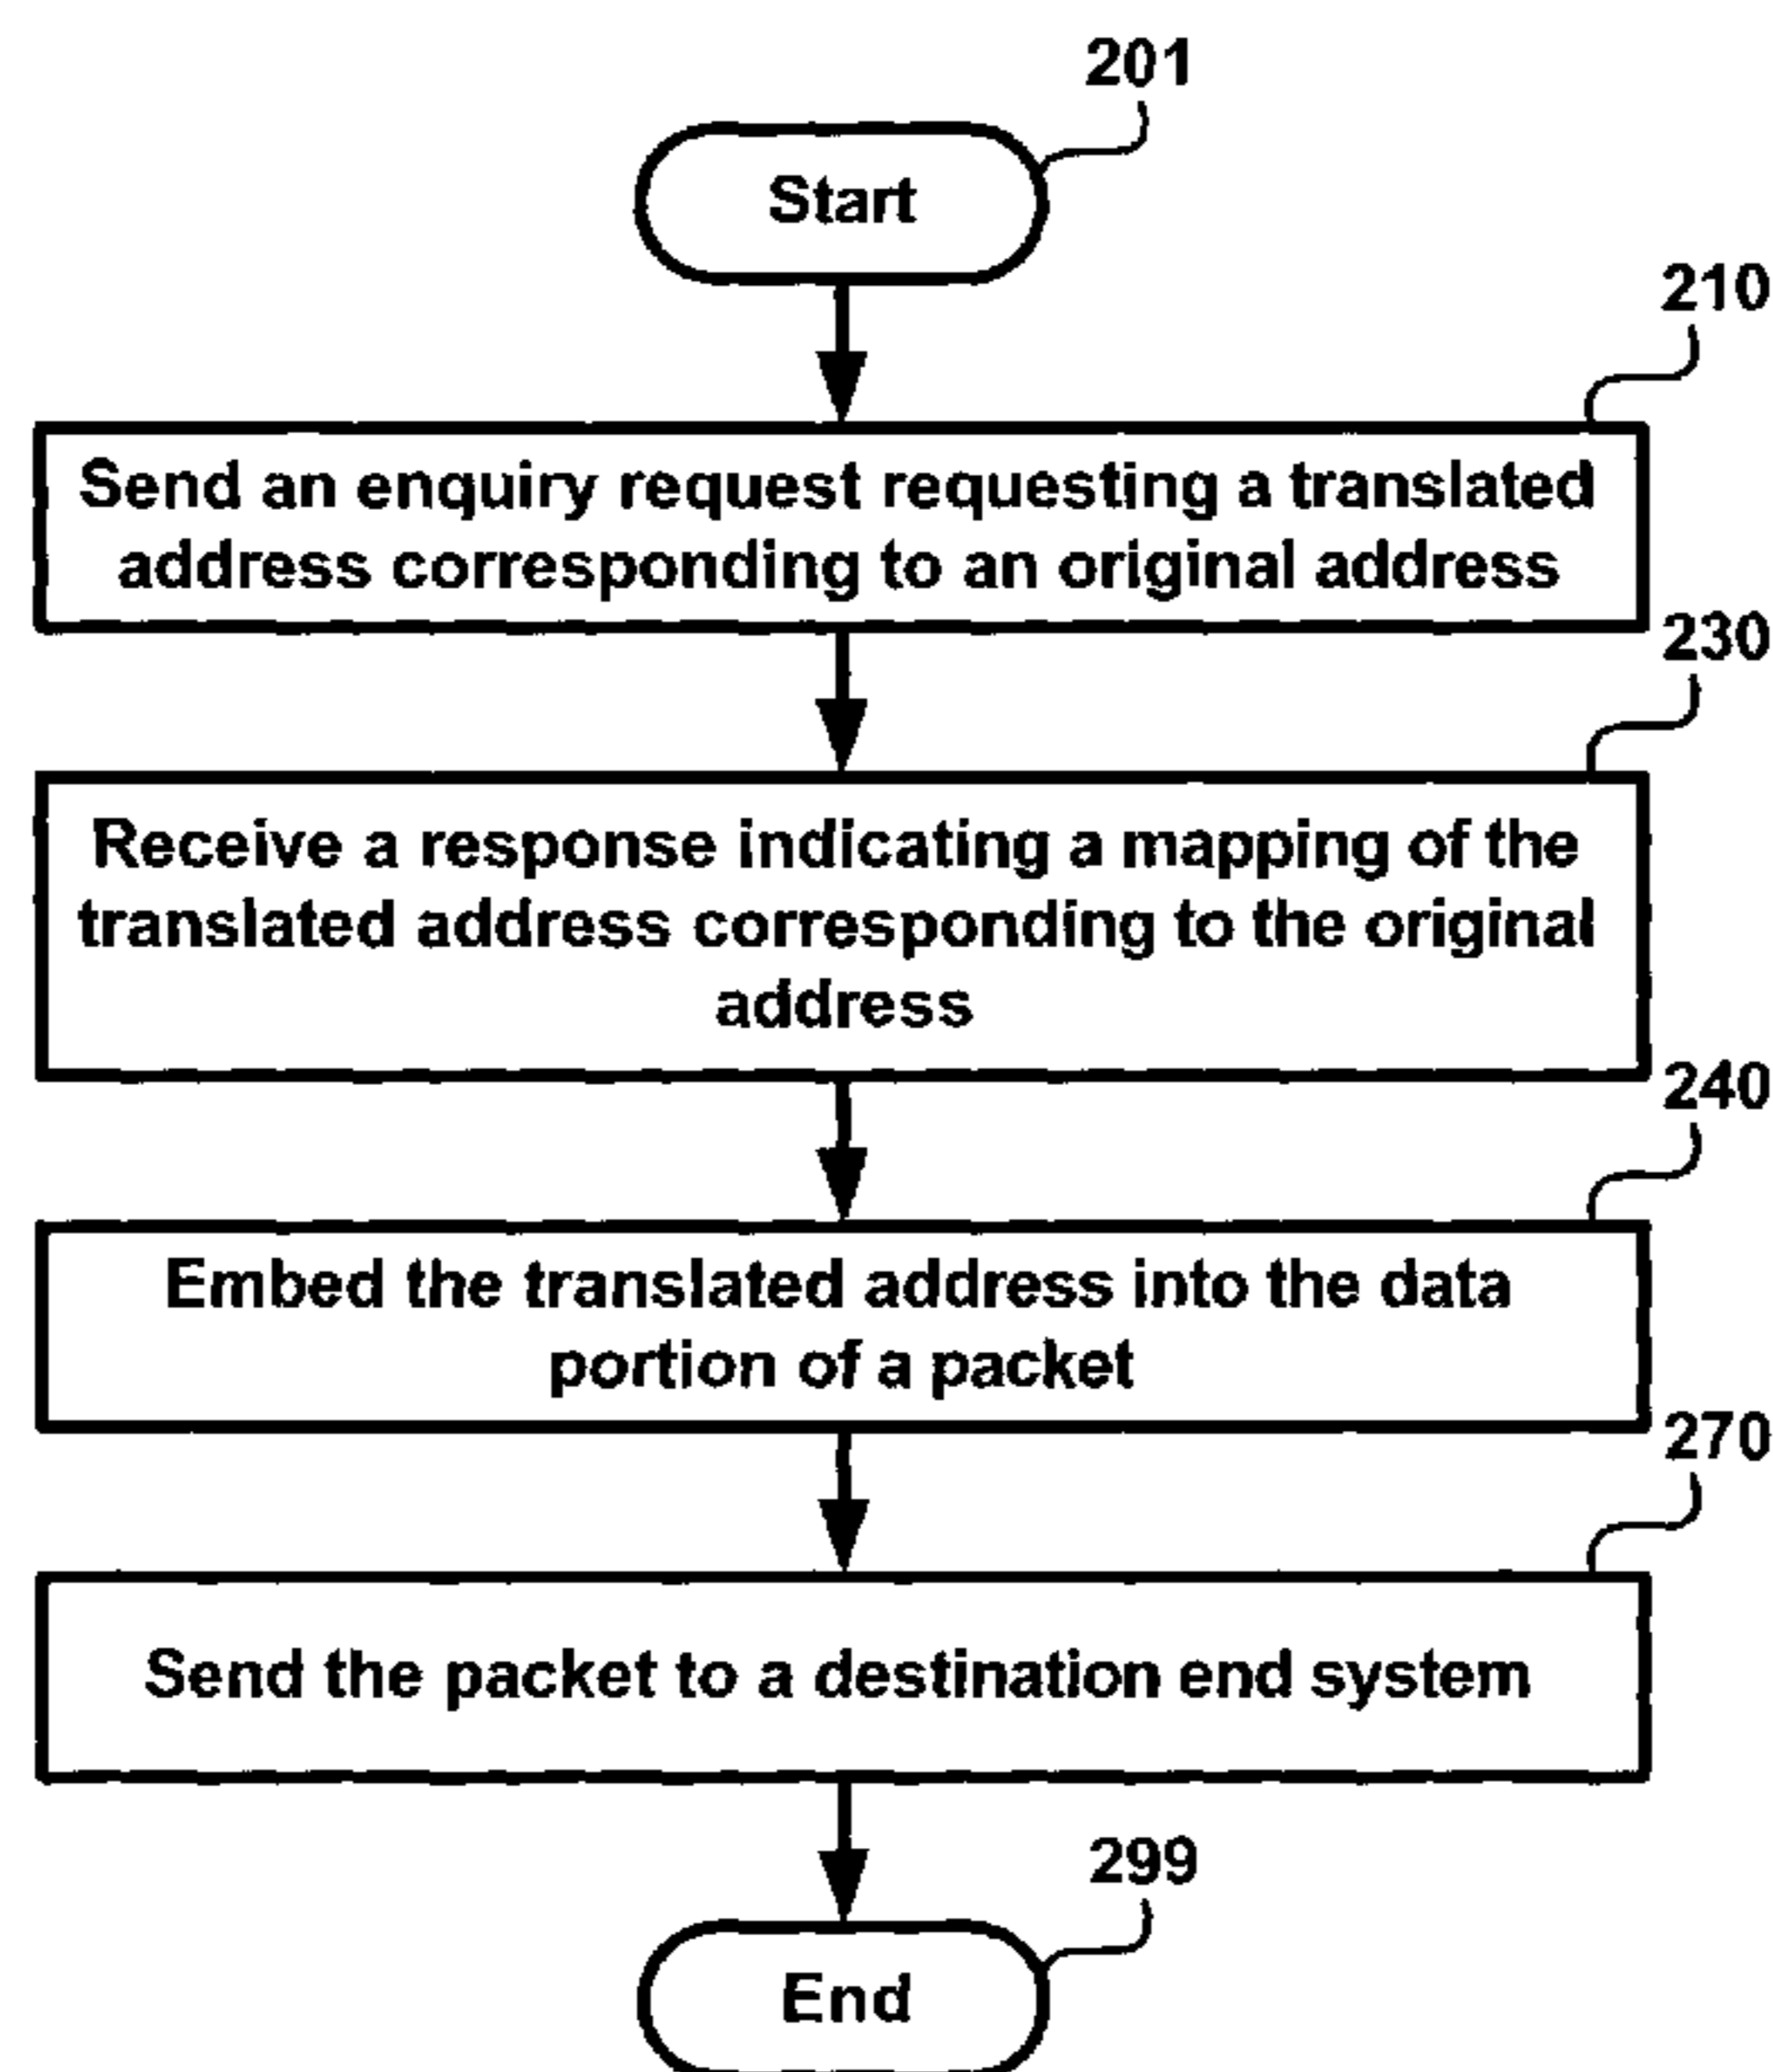 201
Start
210
Send an enquiry request requesting a translated
address corresponding to an original address
230
Receive a response indicating a mapping of the
translated address corresponding to the original
address
240
Embed the translated address into the data
portion of a packet
270
Send the packet to a destination end system
299
End